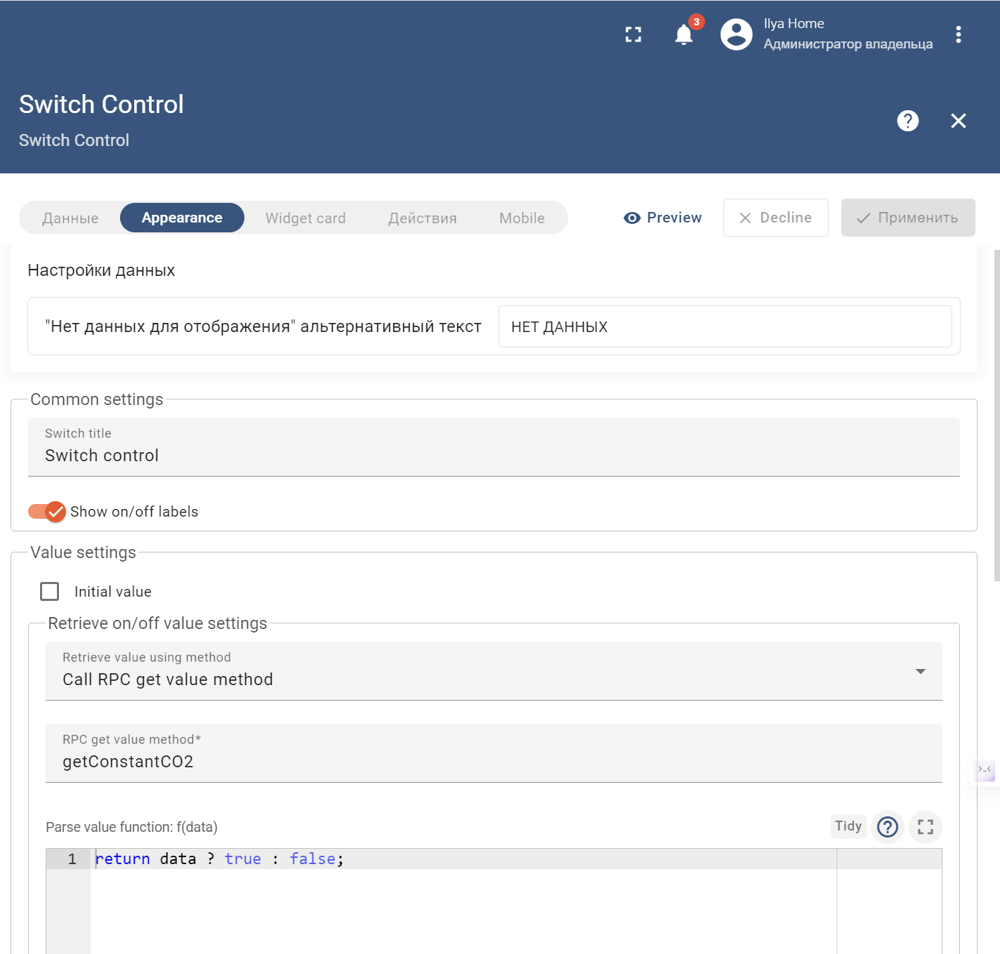 3
Ilya Home
Администратор владельца
Switch Control
Switch Control
Данные
Appearance
Widget card
Действия
Mobile
Preview
Decline
Применить
Настройки данных
"Нет данных для отображения" альтернативный текст
НЕТ ДАННЫХ
Common settings
Switch title
Switch control
Show on/off labels
Value settings
Initial value
Retrieve on/off value settings
Retrieve value using method
Call RPC get value method
RPC get value method*
getConstantCO2
Parse value function: f(data)
Tidy
1 return data ? true : false;